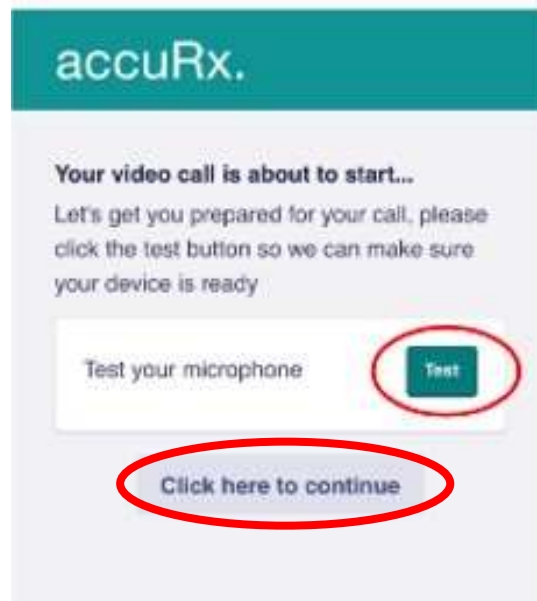 accuRx.
Your video call is about to start...
Let's get you prepared for your call, please
click the test button so we can make sure
your device is ready
Test your microphone
Test
Click here to continue